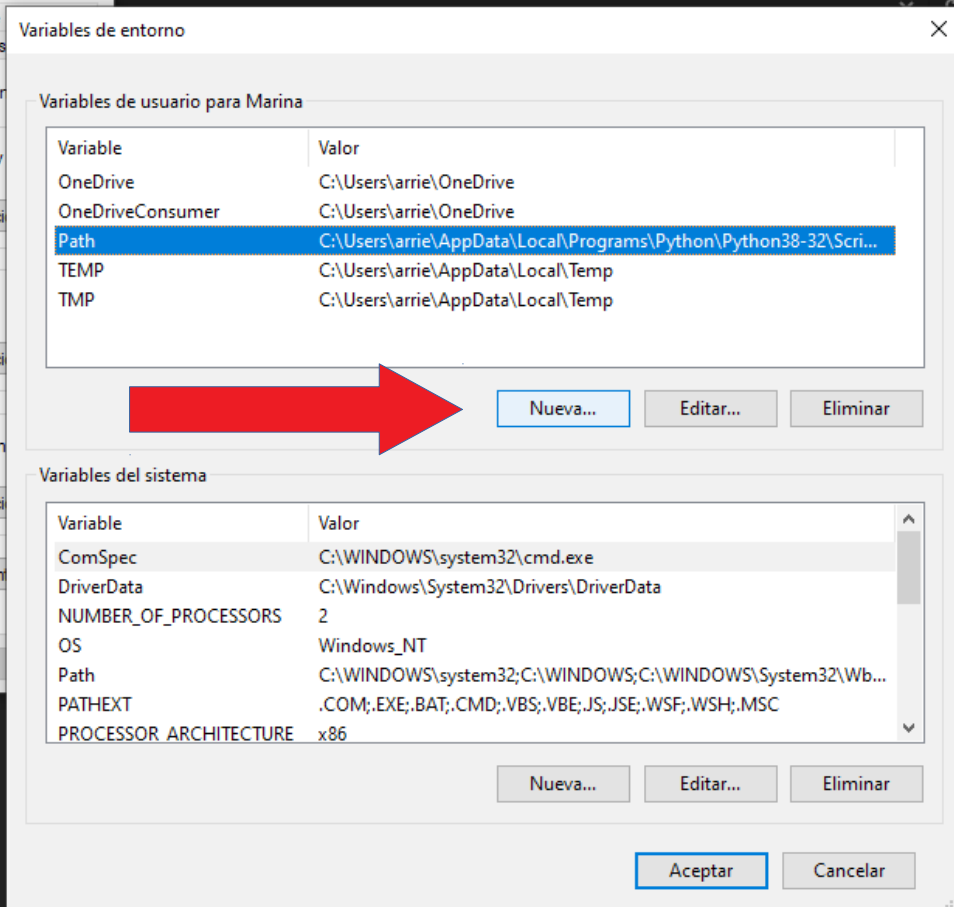 Variables de entorno
Variables de usuario para Marina
Variable Valor
OneDrive C:\Users\arrie\OneDrive
OneDriveConsumer C:\Users\arrie\OneDrive
Path C:\Users\arrie\AppData\Local\Programs\Python\Python38-32\Scri...
TEMP C:\Users\arrie\AppData\Local\Temp
TMP C:\Users\arrie\AppData\Local\Temp
Nueva... Editar... Eliminar
Variables del sistema
Variable Valor
ComSpec C:\WINDOWS\system32\cmd.exe
DriverData C:\Windows\System32\Drivers\DriverData
NUMBER_OF_PROCESSORS 2
OS Windows_NT
Path C:\WINDOWS\system32;C:\WINDOWS;C:\WINDOWS\System32\Wb...
PATHEXT .COM;.EXE;.BAT;.CMD;.VBS;.VBE;.JS;.JSE;.WSF;.WSH;.MSC
PROCESSOR_ARCHITECTURE x86
Nueva... Editar... Eliminar
Aceptar Cancelar